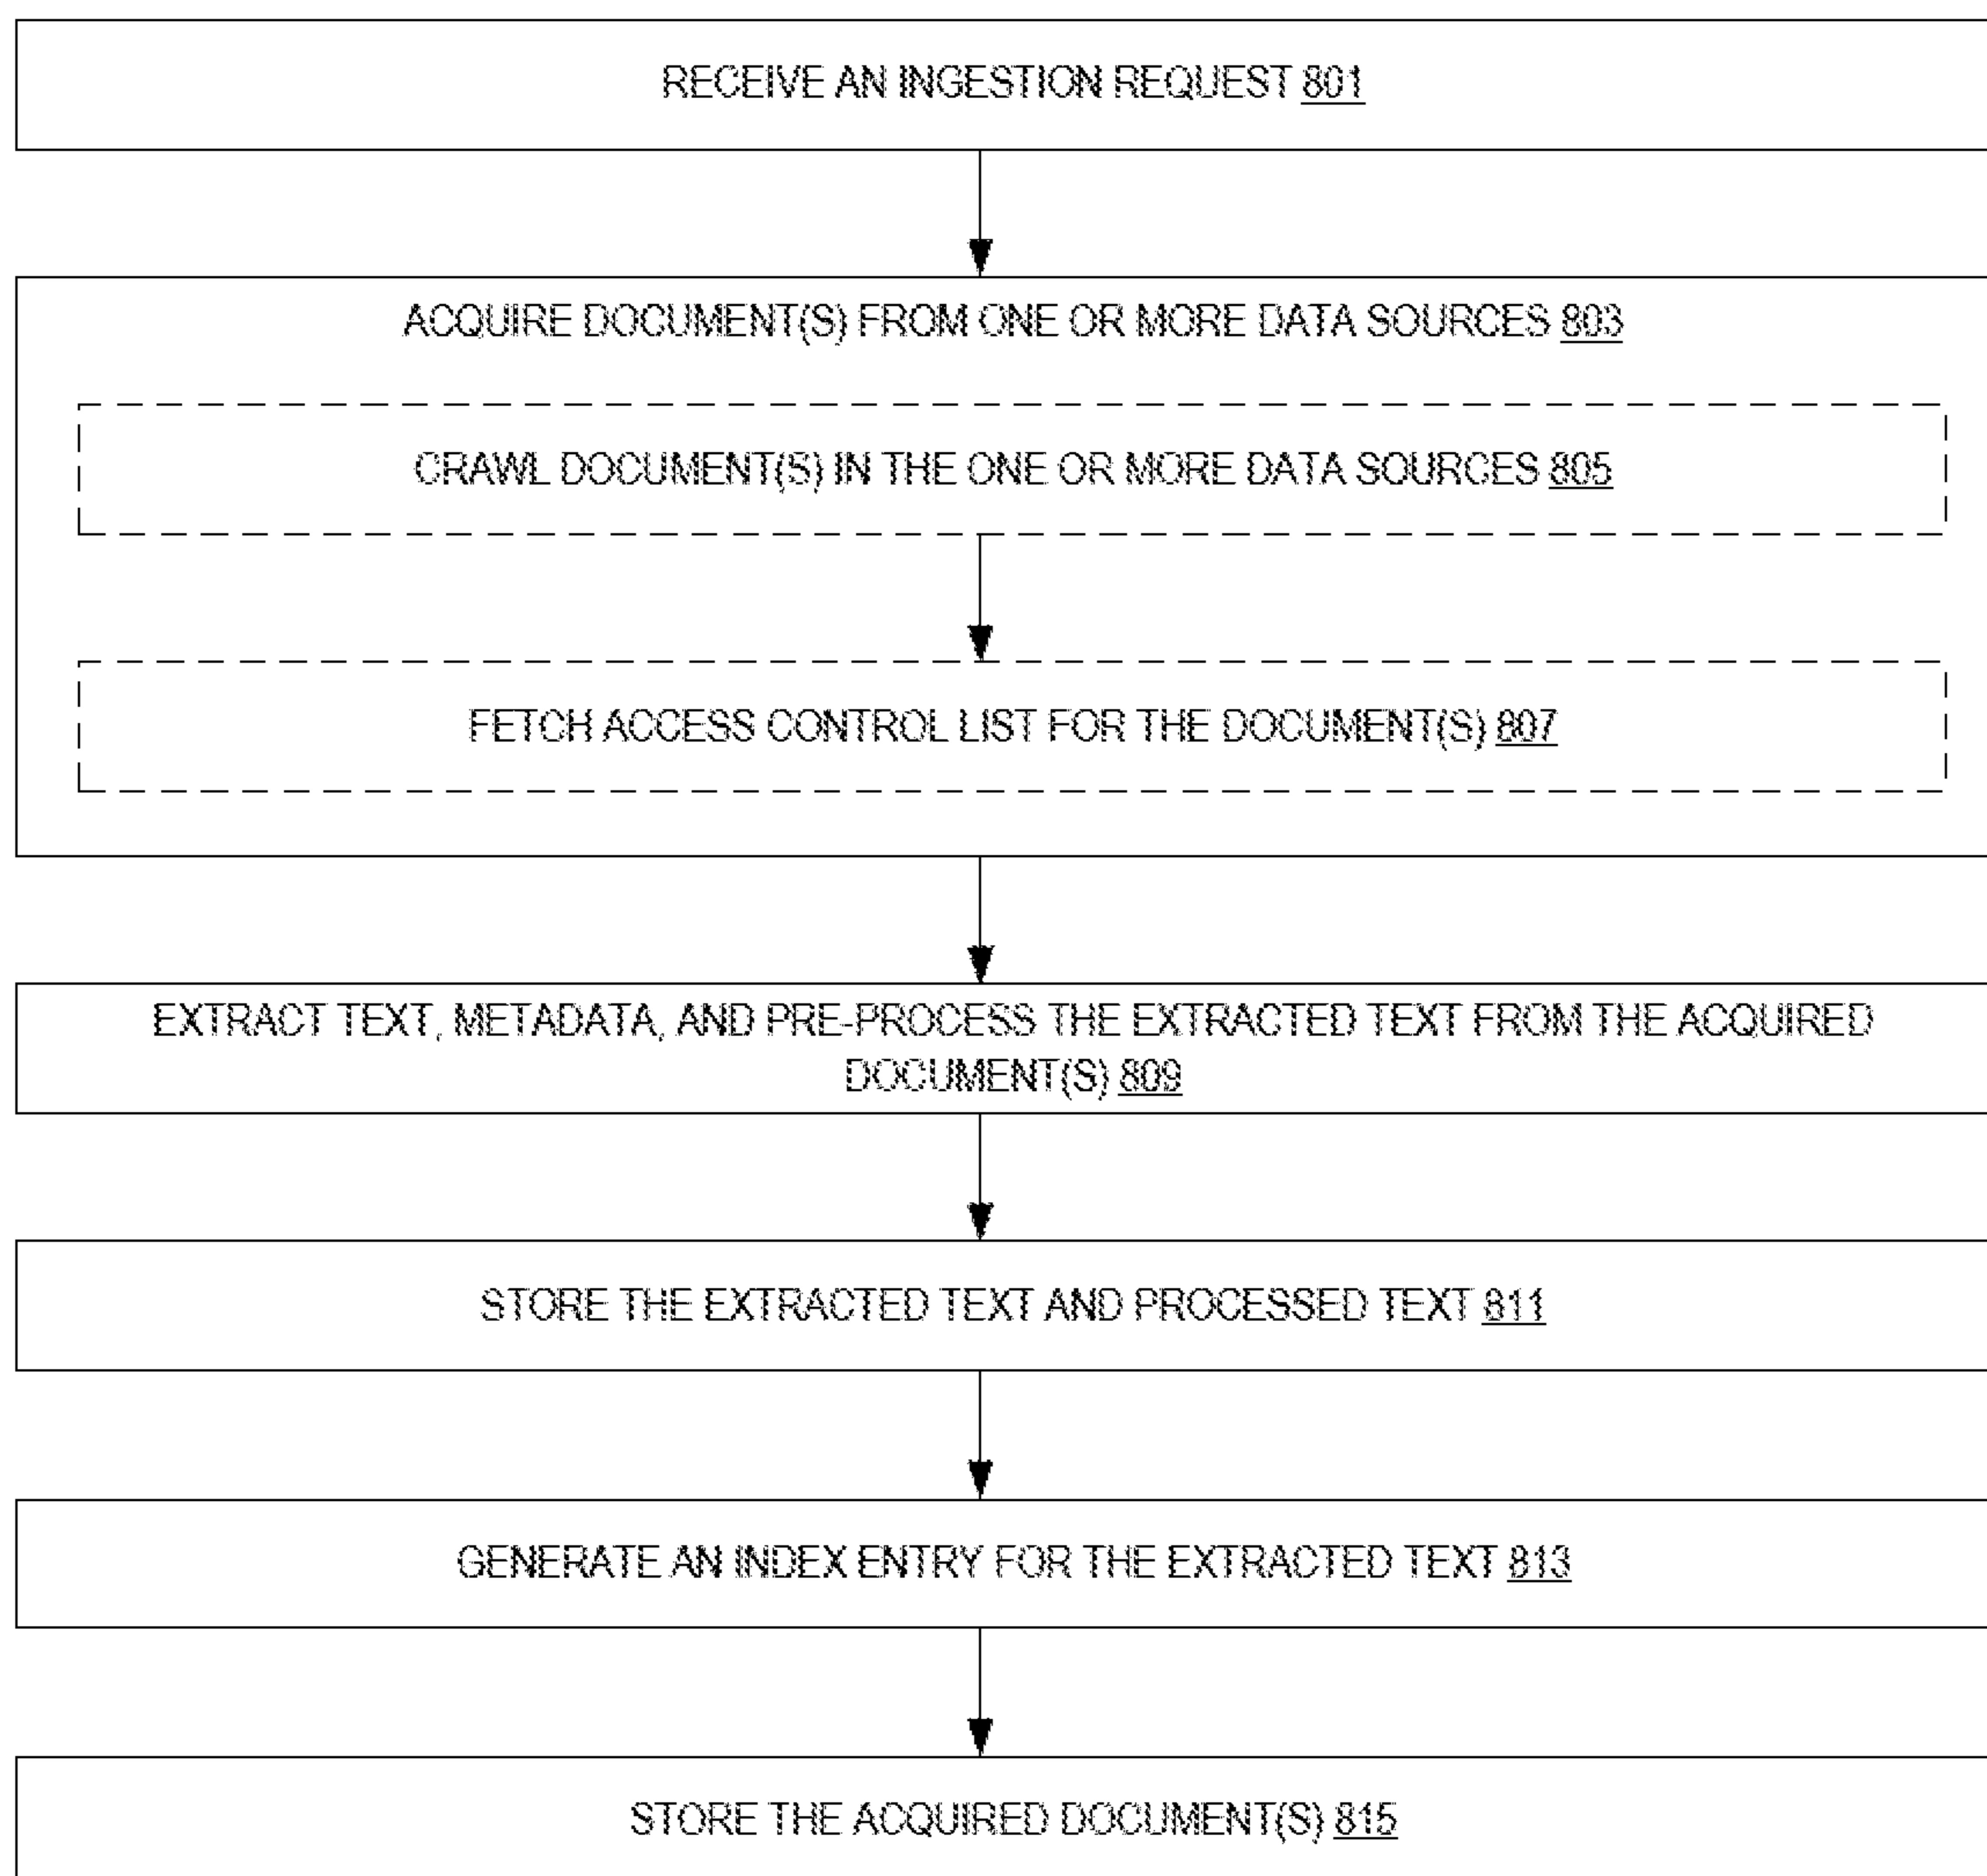 RECEIVE AN INGESTION REQUEST 801
ACQUIRE DOCUMENT(S) FROM ONE OR MORE DATA SOURCES 803
CRAWL DOCUMENT(S) IN THE ONE OR MORE DATA SOURCES 805
FETCH ACCESS CONTROL LIST FOR THE DOCUMENT(S) 807
EXTRACT TEXT, METADATA, AND PRE-PROCESS THE EXTRACTED TEXT FROM THE ACQUIRED
DOCUMENT(S) 809
STORE THE EXTRACTED TEXT AND PROCESSED TEXT 811
GENERATE AN INDEX ENTRY FOR THE EXTRACTED TEXT 813
STORE THE ACQUIRED DOCUMENT(S) 815